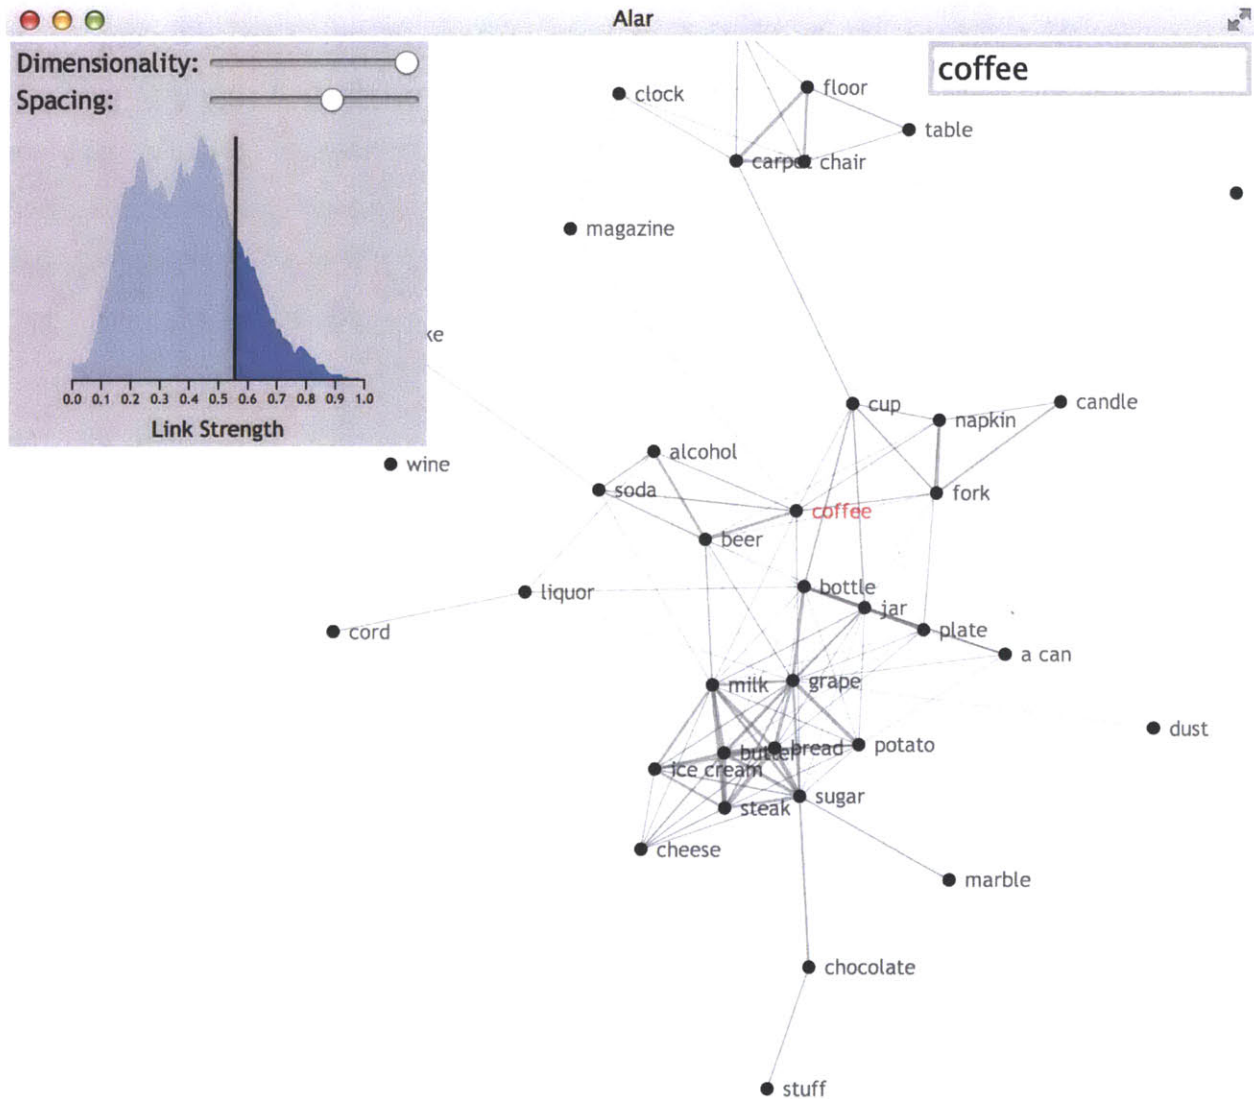 Alar
Dimensionality:
Spacing:
coffee
clock
floor
table
carpet
chair
magazine
ke
0.0 0.1 0.2 0.3 0.4 0.5 0.6 0.7 0.8 0.9 1.0
Link Strength
cup
napkin
candle
alcohol
wine
soda
fork
coffee
beer
bottle
liquor
jar
plate
cord
a can
milk
grape
dust
butter
bread
potato
ice cream
sugar
steak
cheese
marble
chocolate
stuff